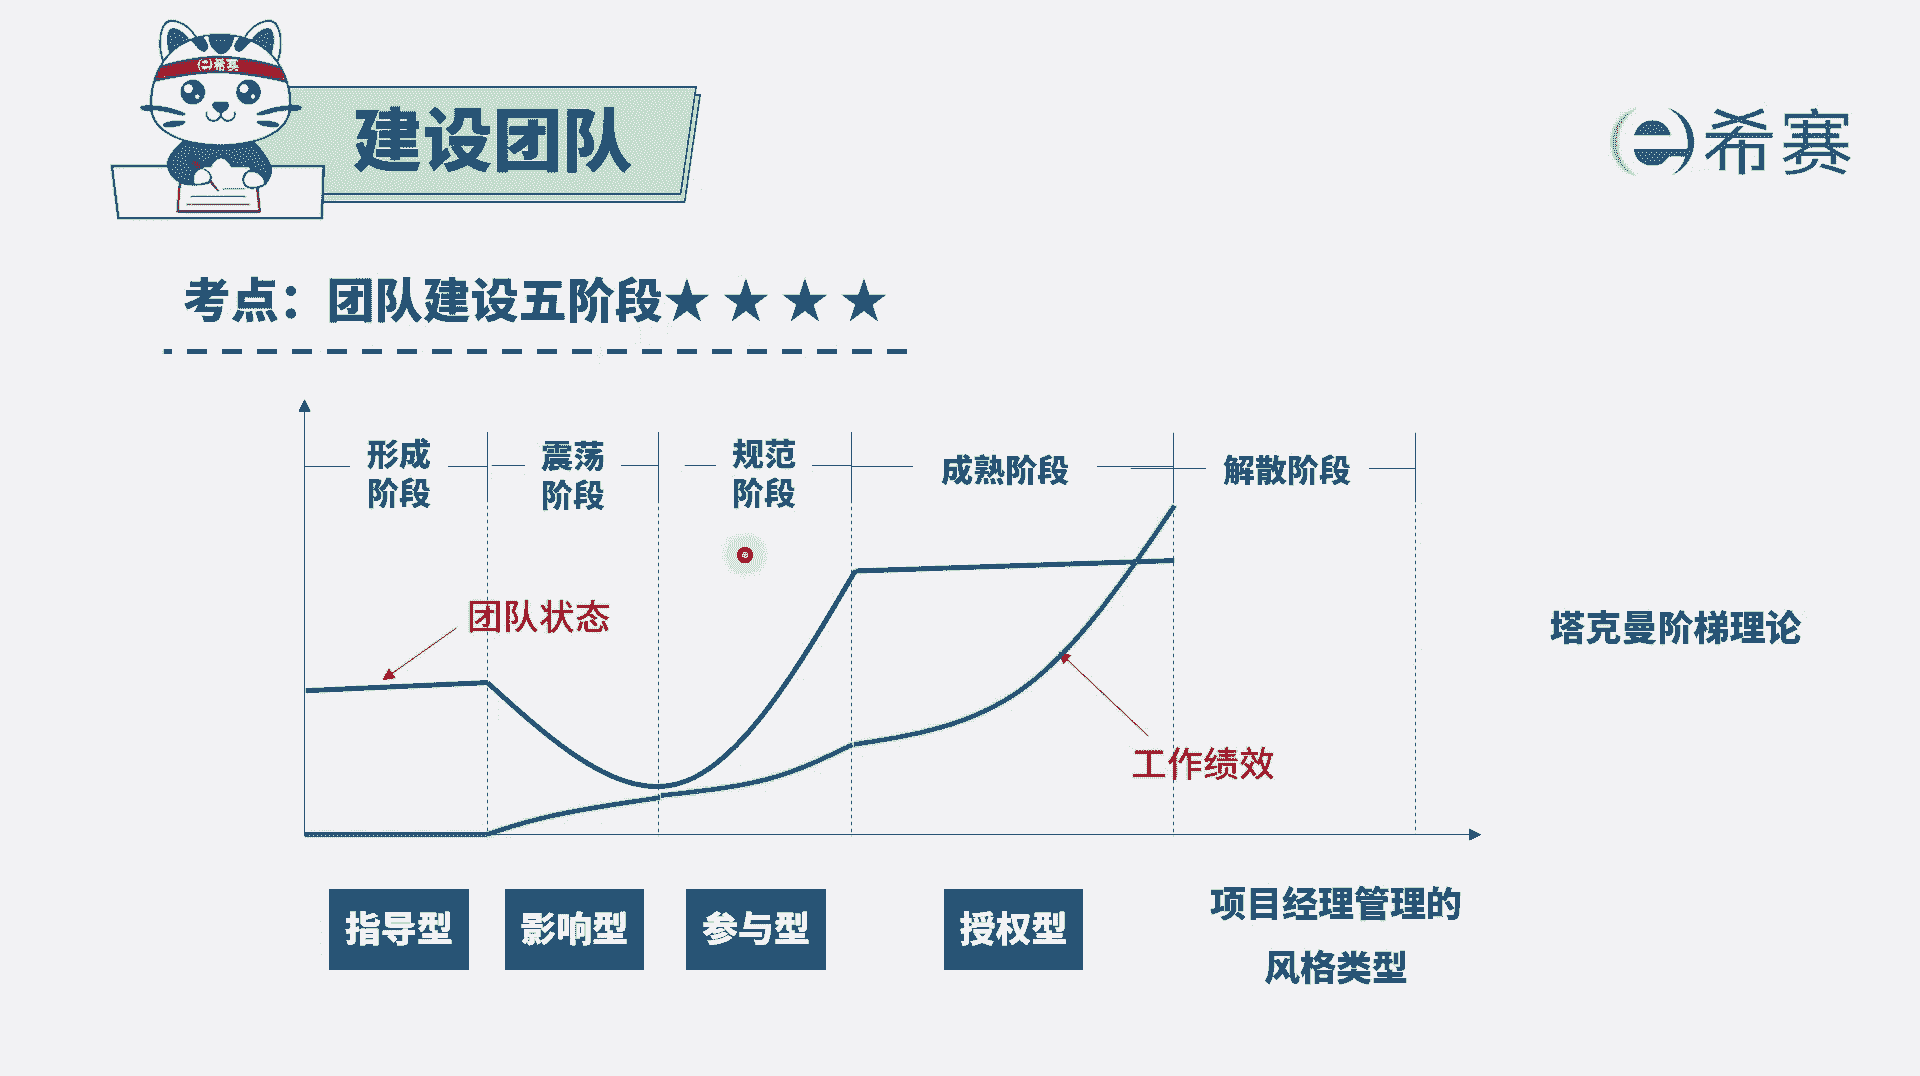 e希赛
建设团队
e希赛
考点：团队建设五阶段★★★★
形成
阶段
震荡
阶段
规范
阶段
成熟阶段
解散阶段
团队状态
塔克曼阶梯理论
工作绩效
指导型
影响型
参与型
授权型
项目经理管理的
风格类型